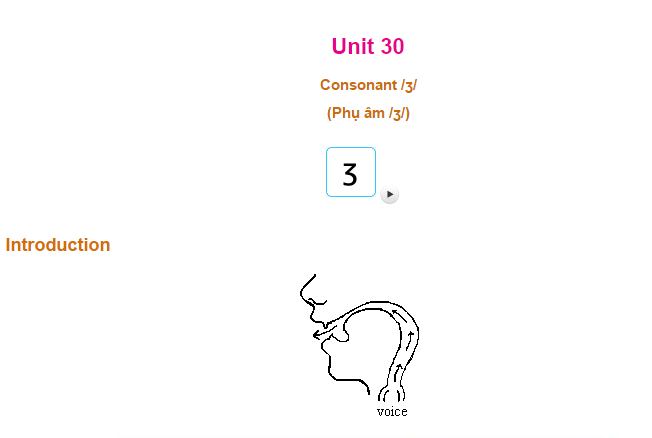 Unit 30
Consonant /ʒ/
(Phụ âm /ʒ/)
ʒ
Introduction
voice